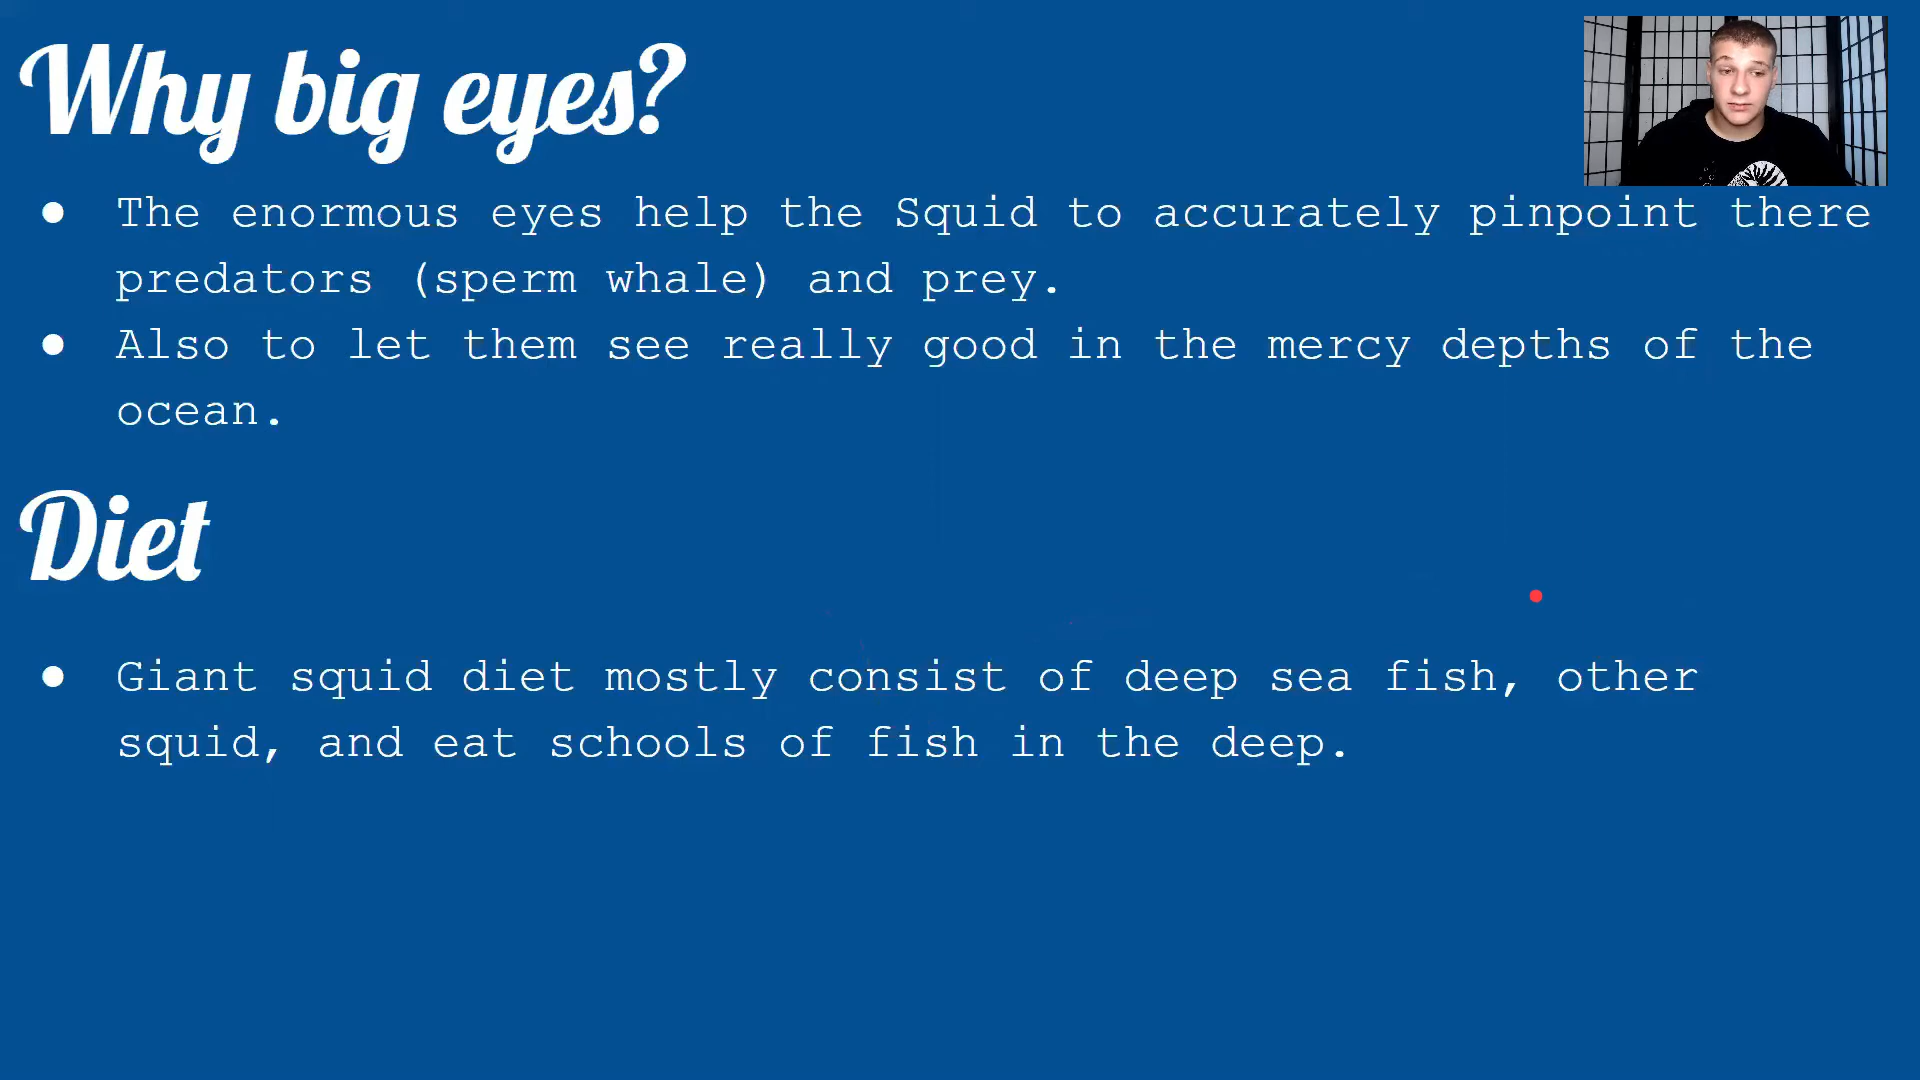 Why big eyes?
● The enormous eyes help the Squid to accurately pinpoint there
predators (sperm whale) and prey.
● Also to let them see really good in the mercy depths of the
ocean.
Diet
● Giant squid diet mostly consist of deep sea fish, other
squid, and eat schools of fish in the deep.